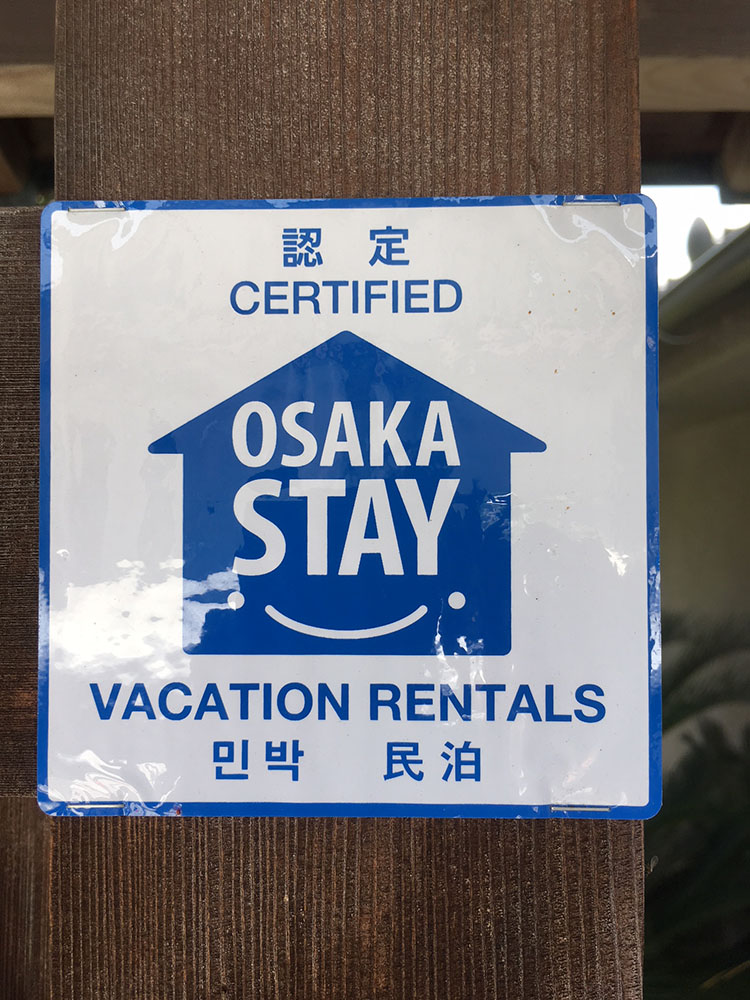 認定
CERTIFIED
OSAKA
STAY
VACATION RENTALS
민박 民泊